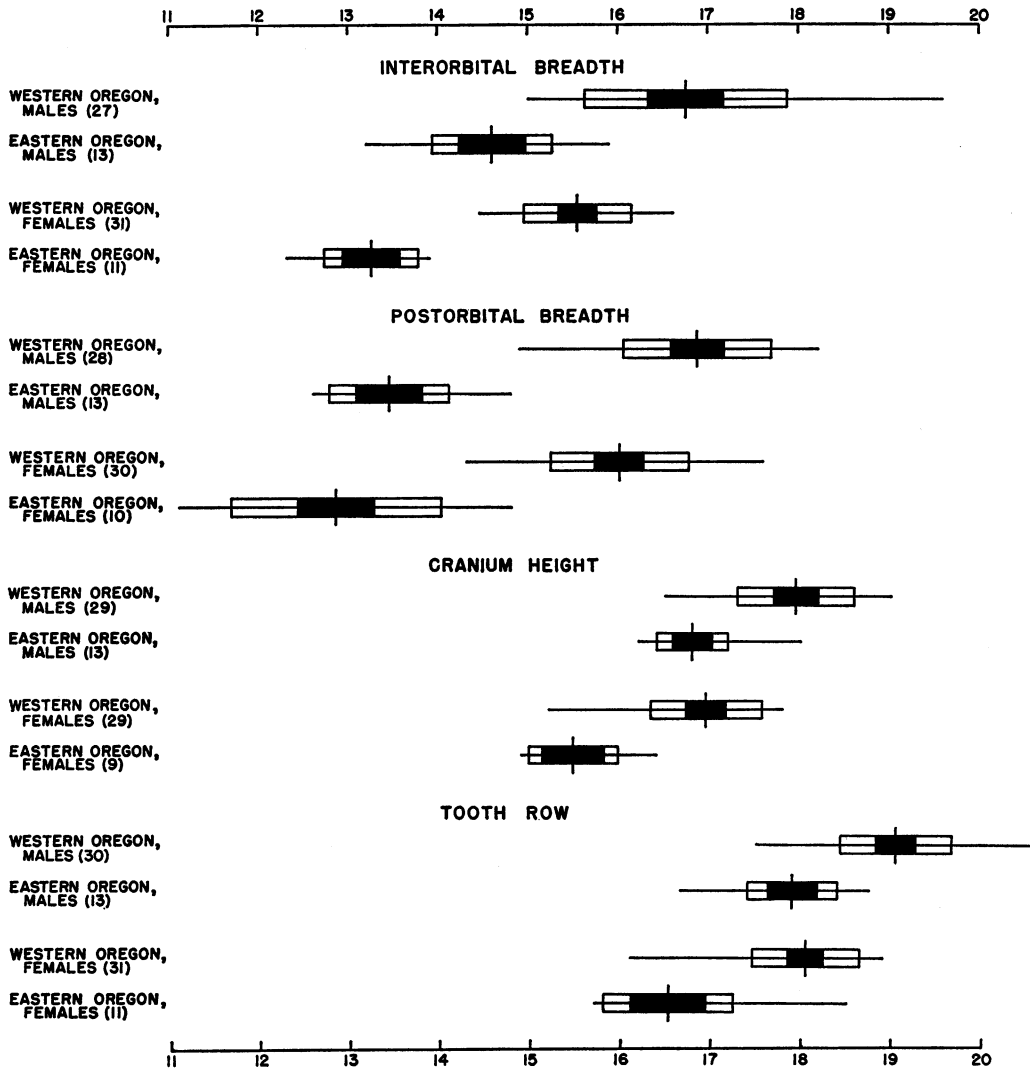 11 12 13 14 15 16 17 18 19 20
INTERORBITAL BREADTH
WESTERN OREGON,
MALES (27)
EASTERN OREGON,
MALES (13)
WESTERN OREGON,
FEMALES (31)
EASTERN OREGON,
FEMALES (11)
POSTORBITAL BREADTH
WESTERN OREGON,
MALES (28)
EASTERN OREGON,
MALES (13)
WESTERN OREGON,
FEMALES (30)
EASTERN OREGON,
FEMALES (10)
CRANIUM HEIGHT
WESTERN OREGON,
MALES (29)
EASTERN OREGON,
MALES (13)
WESTERN OREGON,
FEMALES (29)
EASTERN OREGON,
FEMALES (9)
TOOTH ROW
WESTERN OREGON,
MALES (30)
EASTERN OREGON,
MALES (13)
WESTERN OREGON,
FEMALES (31)
EASTERN OREGON,
FEMALES (11)
11 12 13 14 15 16 17 18 19 20